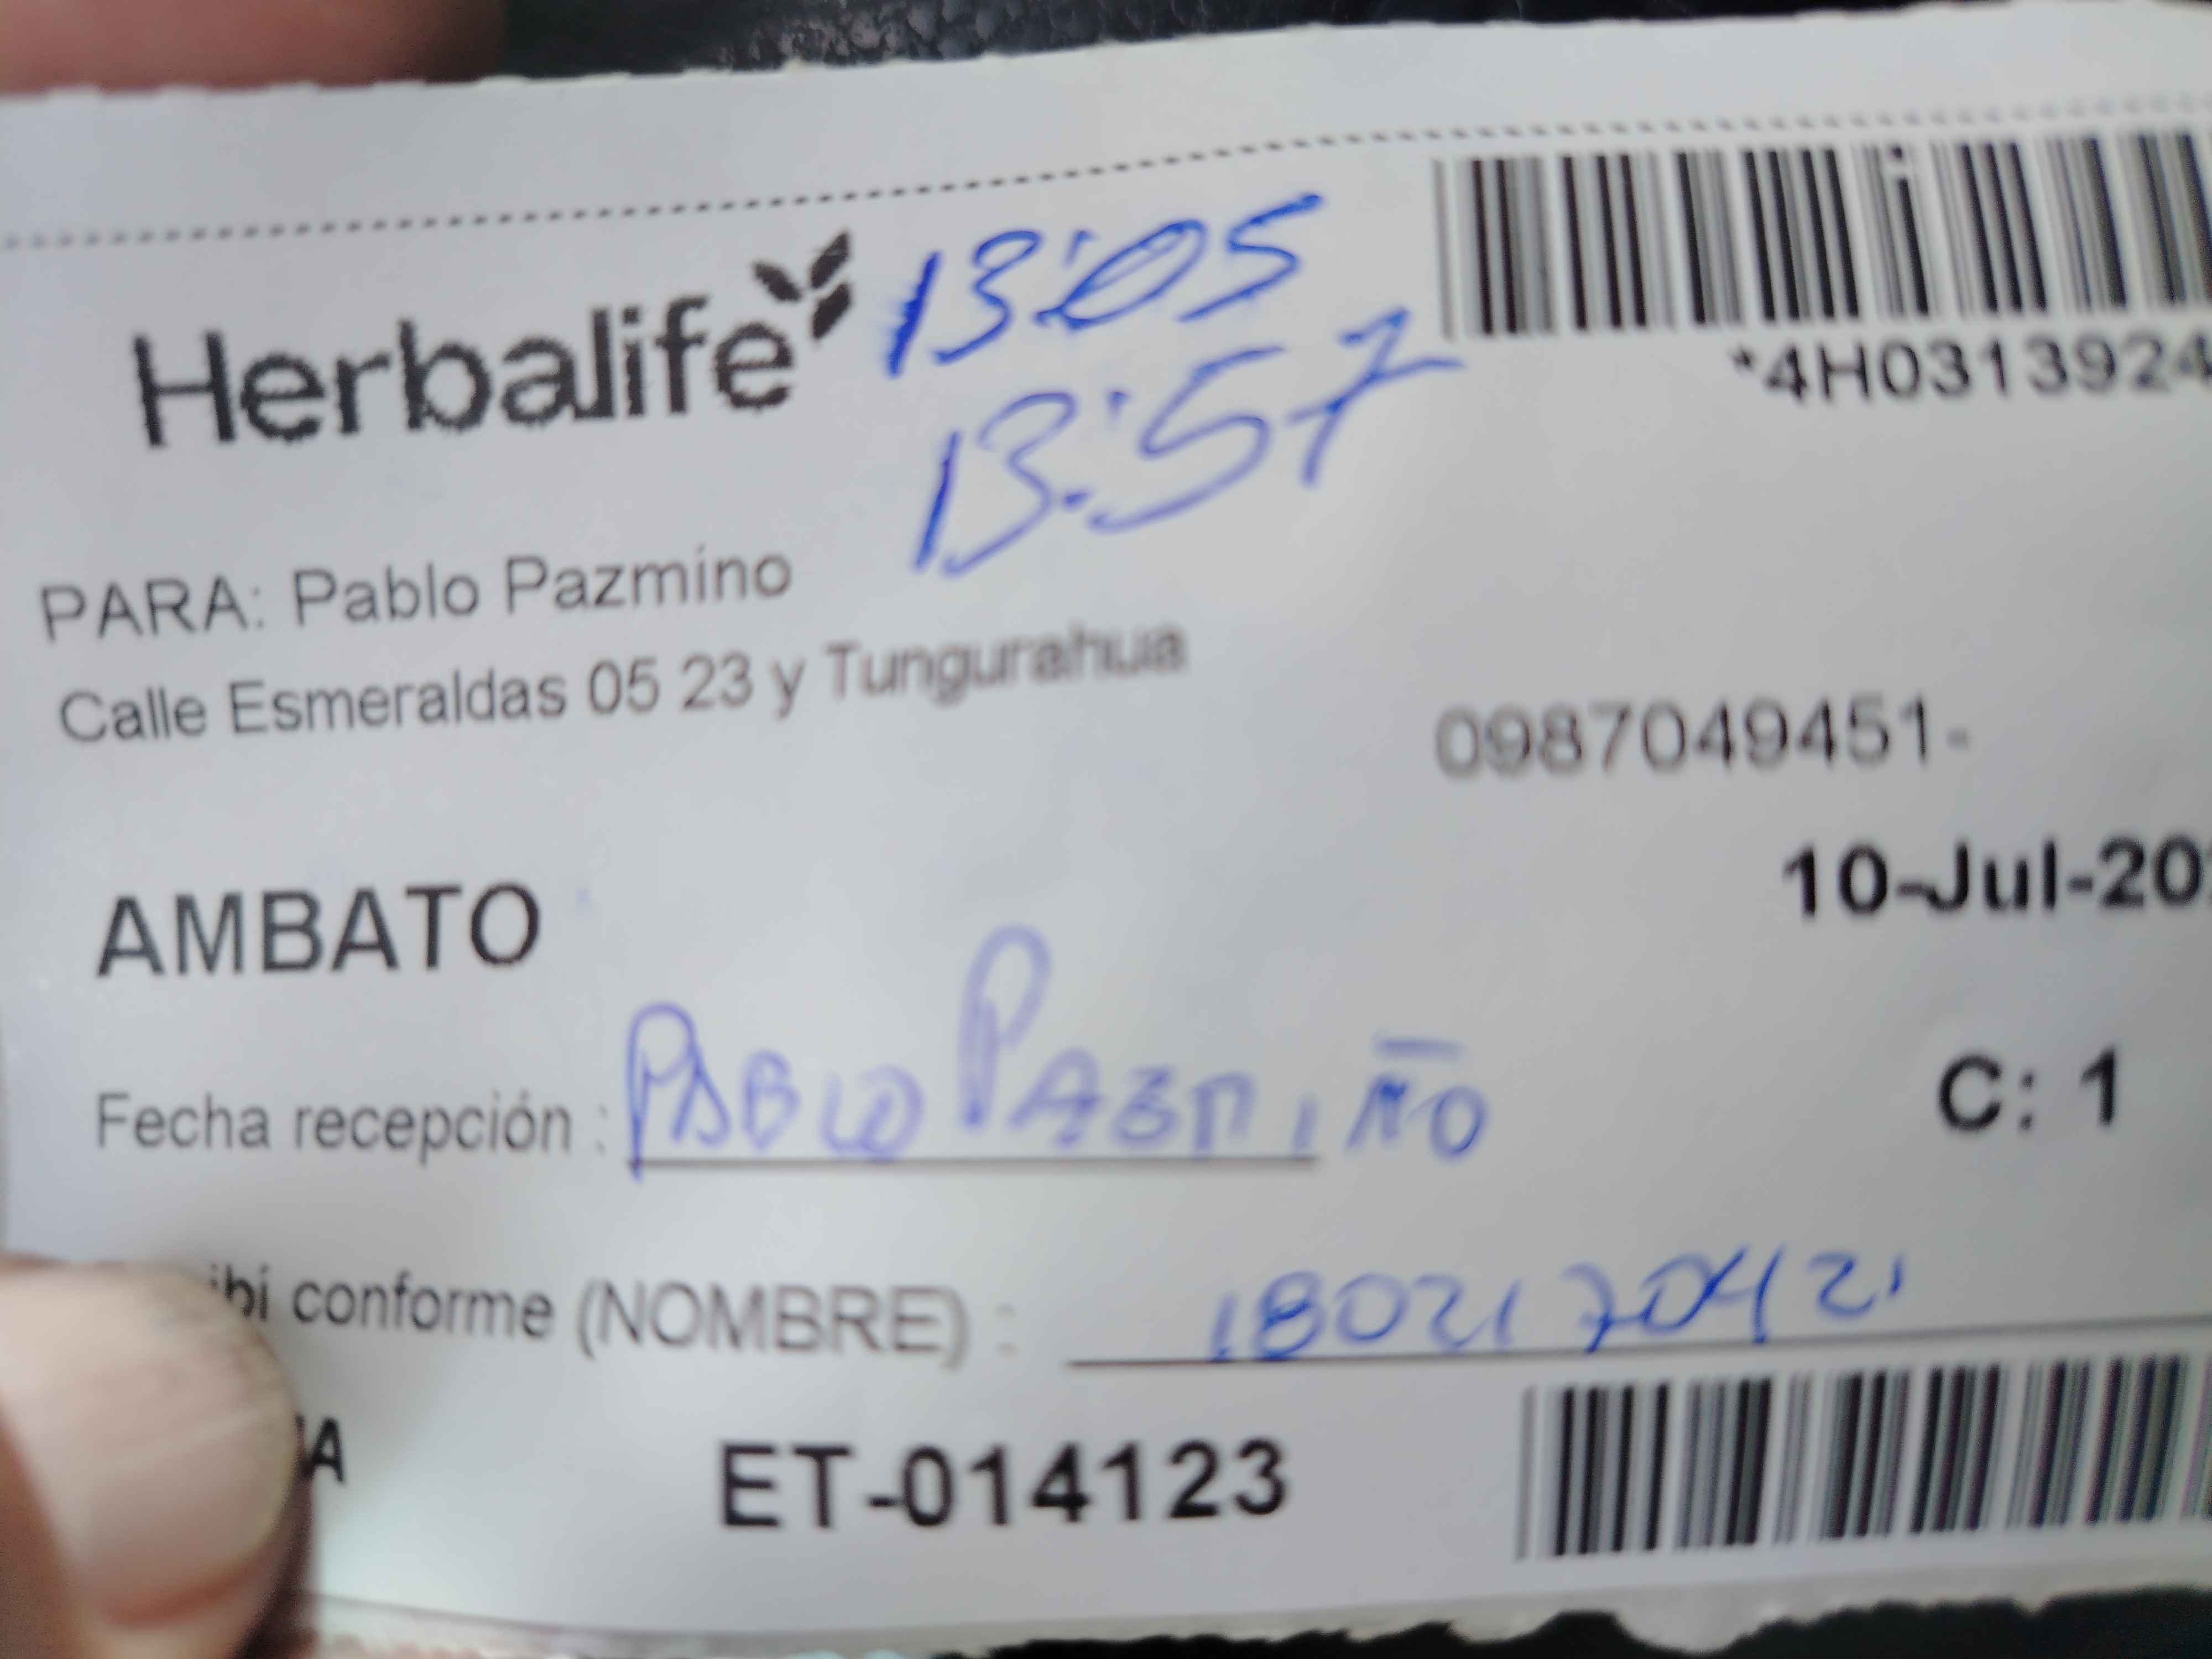 Herbalife
13:05
13:57
*4H0313924
PARA: Pablo Pazmino
Calle Esmeraldas 05 23 y Tungurahua
0987049451-
10-Jul-20
AMBATO
C: 1
Fecha recepción : PABLO PAZMIÑO
ibí conforme (NOMBRE) : 1802170421
A
ET-014123